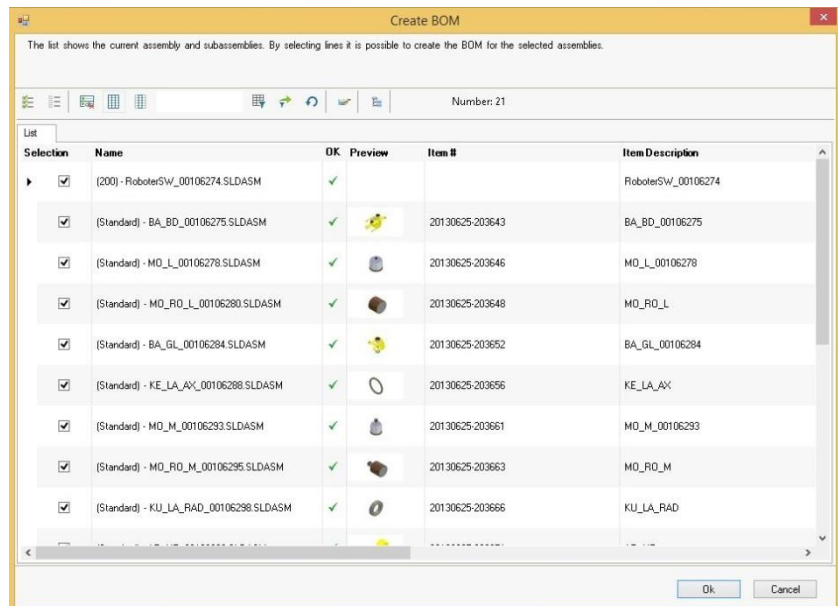 Create BOM
The list shows the current assembly and subassemblies. By selecting lines it is possible to create the BOM for the selected assemblies.
Number: 21
List
Selection Name OK Preview Item # Item Description
(200) - RoboterSW_00106274.SLDASM RoboterSW_00106274
(Standard) - BA_BD_00106275.SLDASM 20130625-203643 BA_BD_00106275
(Standard) - MO_L_00106278.SLDASM 20130625-203646 MO_L_00106278
(Standard) - MO_RO_L_00106280.SLDASM 20130625-203648 MO_RO_L
(Standard) - BA_GL_00106284.SLDASM 20130625-203652 BA_GL_00106284
(Standard) - KE_LA_AX_00106288.SLDASM 20130625-203656 KE_LA_AX
(Standard) - MO_M_00106293.SLDASM 20130625-203661 MO_M_00106293
(Standard) - MO_RO_M_00106295.SLDASM 20130625-203663 MO_RO_M
(Standard) - KU_LA_RAD_00106298.SLDASM 20130625-203666 KU_LA_RAD
Ok Cancel